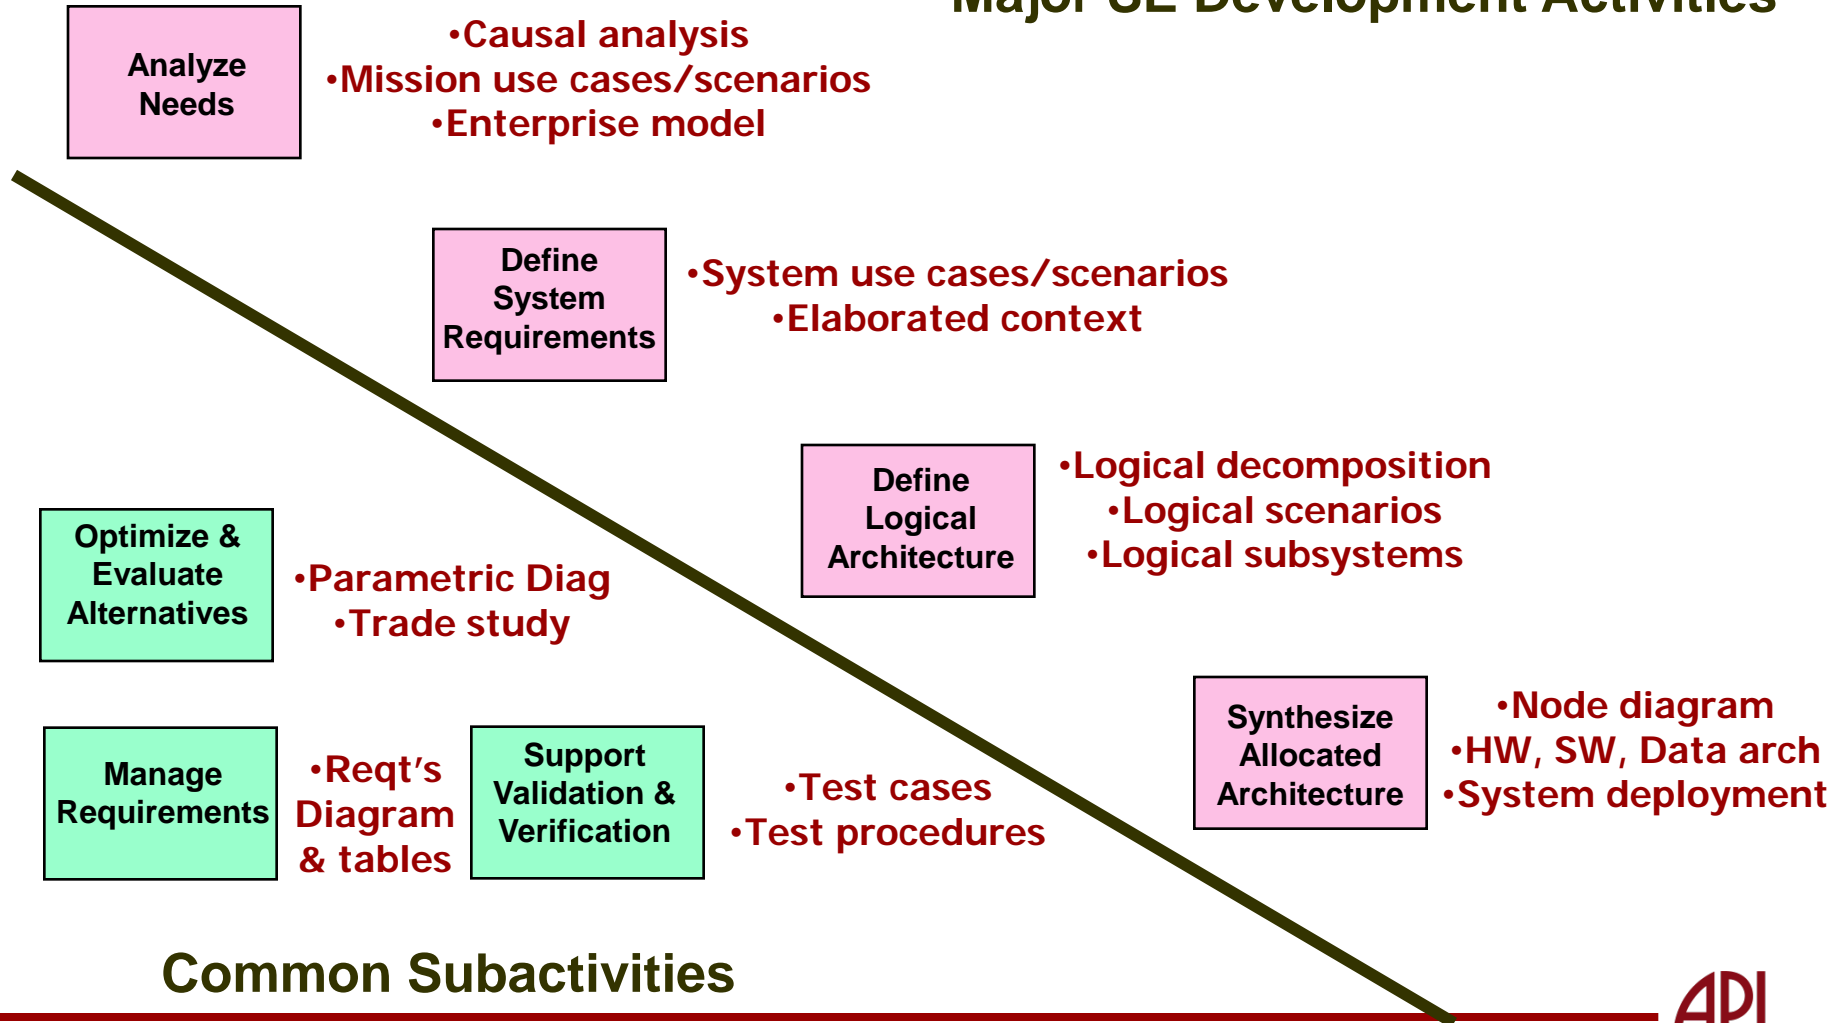 Major SE Development Activities
Analyze
Needs
•Causal analysis
•Mission use cases/scenarios
•Enterprise model
Define
System
Requirements
•System use cases/scenarios
•Elaborated context
Define
Logical
Architecture
•Logical decomposition
•Logical scenarios
•Logical subsystems
Optimize &
Evaluate
Alternatives
•Parametric Diag
•Trade study
Synthesize
Allocated
Architecture
•Node diagram
•HW, SW, Data arch
•System deployment
Manage
Requirements
•Reqt’s
Diagram
& tables
Support
Validation &
Verification
•Test cases
•Test procedures
Common Subactivities